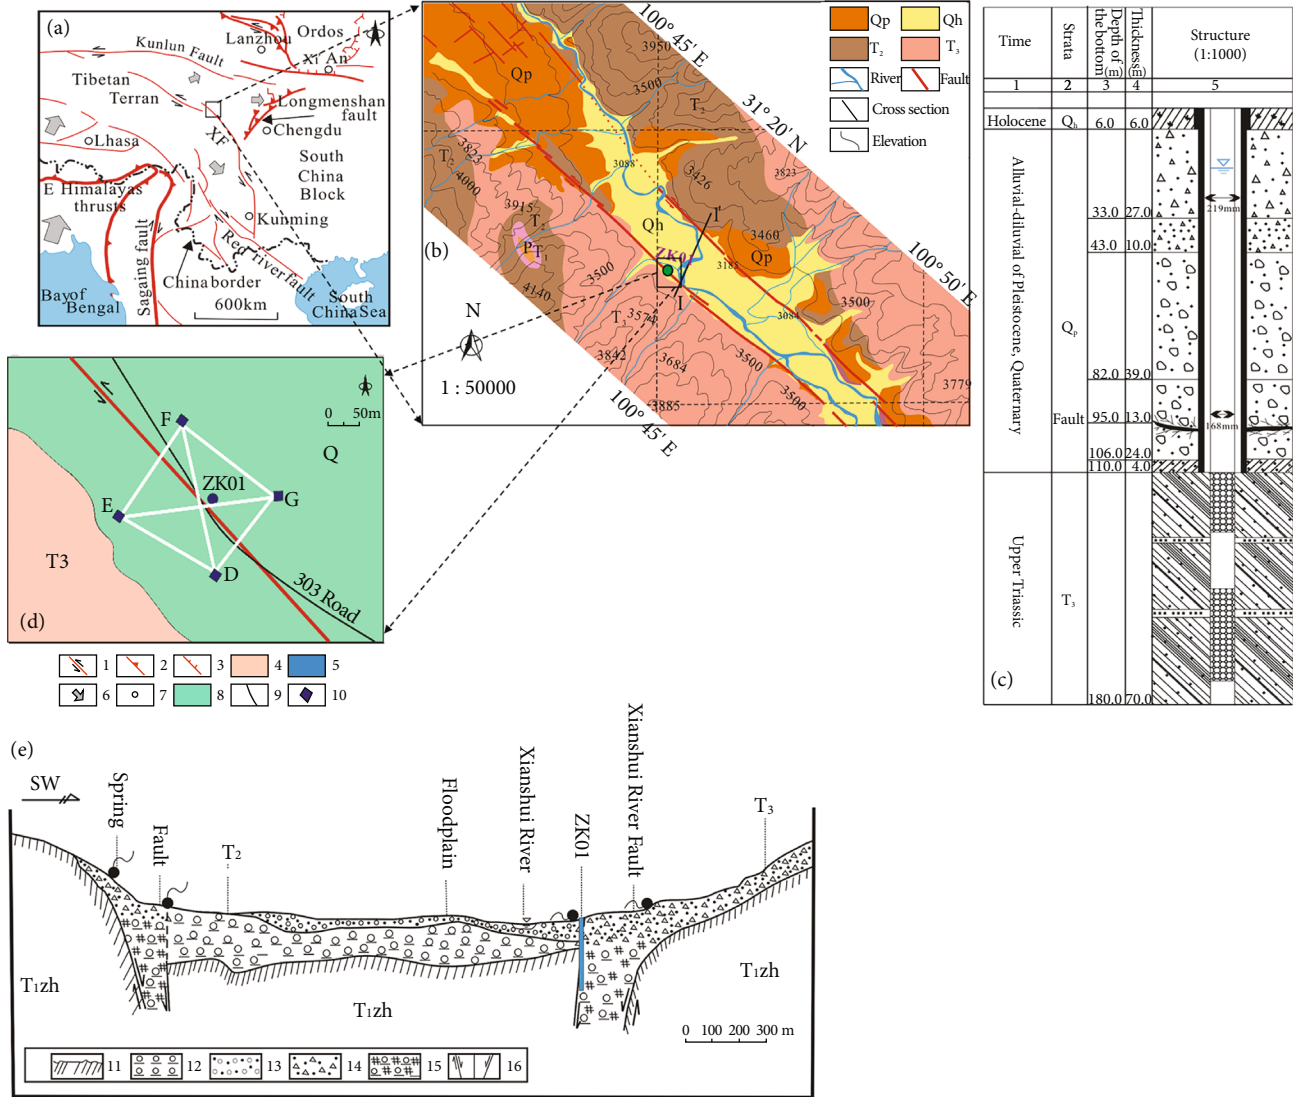 (a)
Lanzhou
Ordos
Kunlun Fault
Xi An
Tibetan
Terran
Longmenshan
fault
Chengdu
XF
Lhasa
South
China
Block
E Himalayas
thrusts
Kunming
Sagaing fault
Red river fault
China border
Bay of
Bengal
600km
South
China Sea
(b)
100° 45' E
31° 20' N
100° 50' E
100° 45' E
3950
3500
Qp
T2
T2
3823
4000
3088
3426
3823
3915
T2
PT1
Qh
I'
3460
Qp
ZK01
3185
3500
4140
I
T3
3574
3084
3500
3842
3684
3500
3500
3779
3885
N
1 : 50000
Qp
Qh
T2
T3
River
Fault
Cross section
Elevation
(c)
Time
Strata
Depth of the bottom (m)
Thickness (m)
Structure
(1:1000)
1 2 3 4 5
Holocene Qh 6.0 6.0
Alluvial-diluvial of Pleistocene, Quaternary
Qp
33.0 27.0
43.0 10.0
82.0 39.0
Fault 95.0 13.0
106.0 24.0
110.0 4.0
219mm
168mm
Upper Triassic
T3
180.0 70.0
(d)
0 50m
Q
F
ZK01
E
G
D
T3
303 Road
1 2 3 4 5
6 7 8 9 10
(e)
SW
Spring
Fault
T2
Floodplain
Xianshui River
ZK01
Xianshui River Fault
T3
T1zh
T1zh
T1zh
0 100 200 300 m
11 12 13 14 15 16